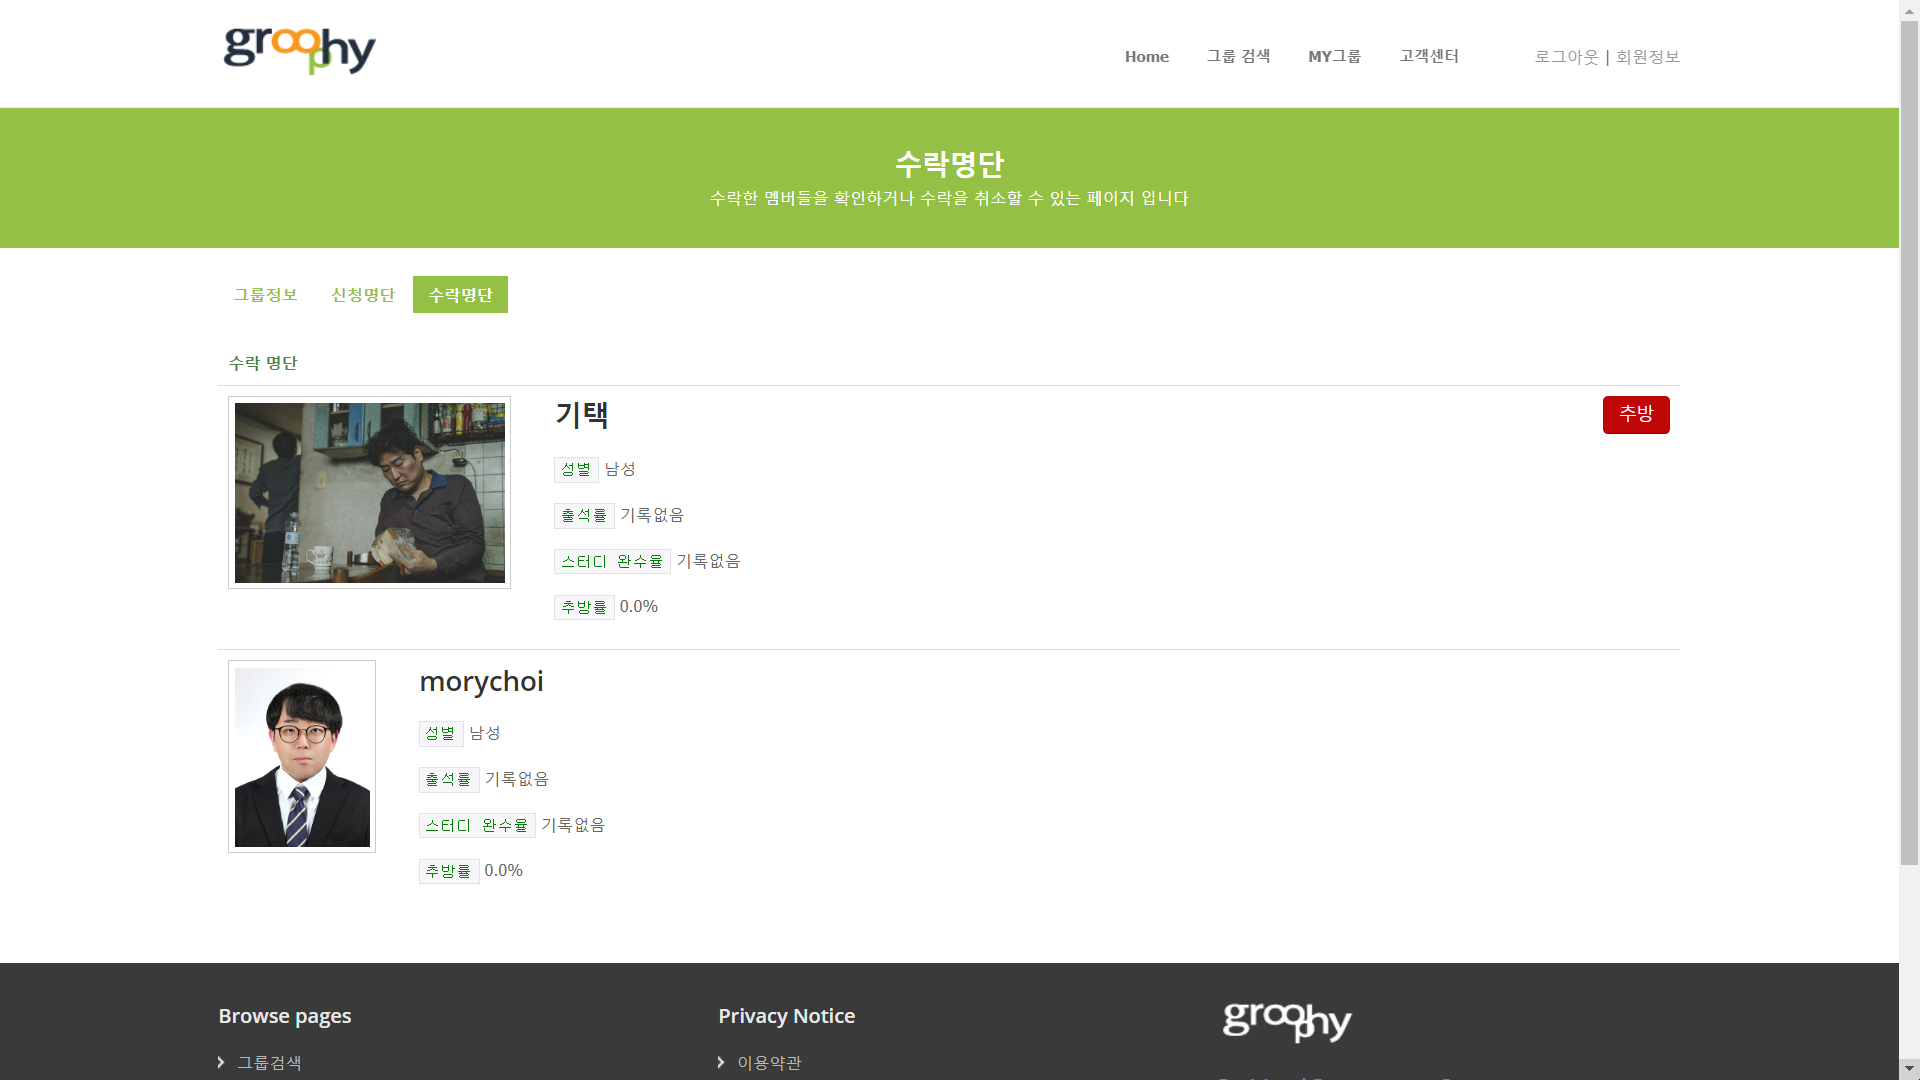 groophy
Home 그룹 검색 MY그룹 고객센터 로그아웃 | 회원정보
수락명단
수락한 멤버들을 확인하거나 수락을 취소할 수 있는 페이지 입니다
그룹정보 신청명단 수락명단
수락 명단
기택
추방
성별 남성
출석률 기록없음
스터디 완수율 기록없음
추방률 0.0%
morychoi
성별 남성
출석률 기록없음
스터디 완수율 기록없음
추방률 0.0%
Browse pages
그룹검색
Privacy Notice
이용약관
groophy